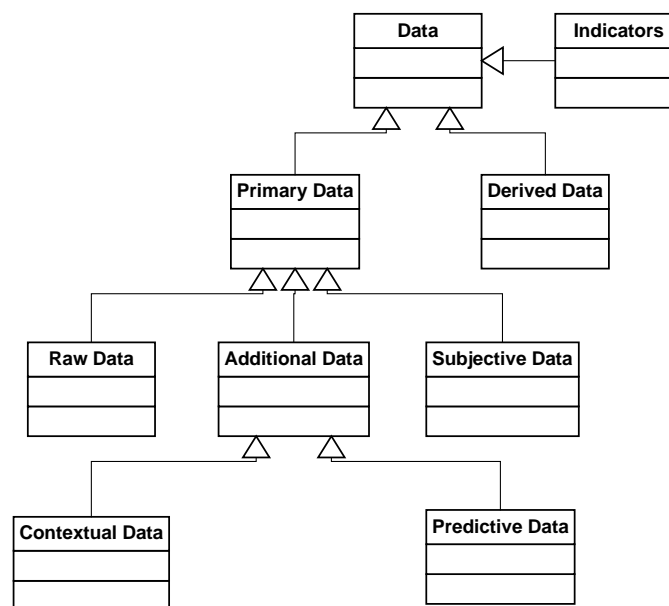 Data
Indicators
Primary Data
Derived Data
Raw Data
Additional Data
Subjective Data
Contextual Data
Predictive Data